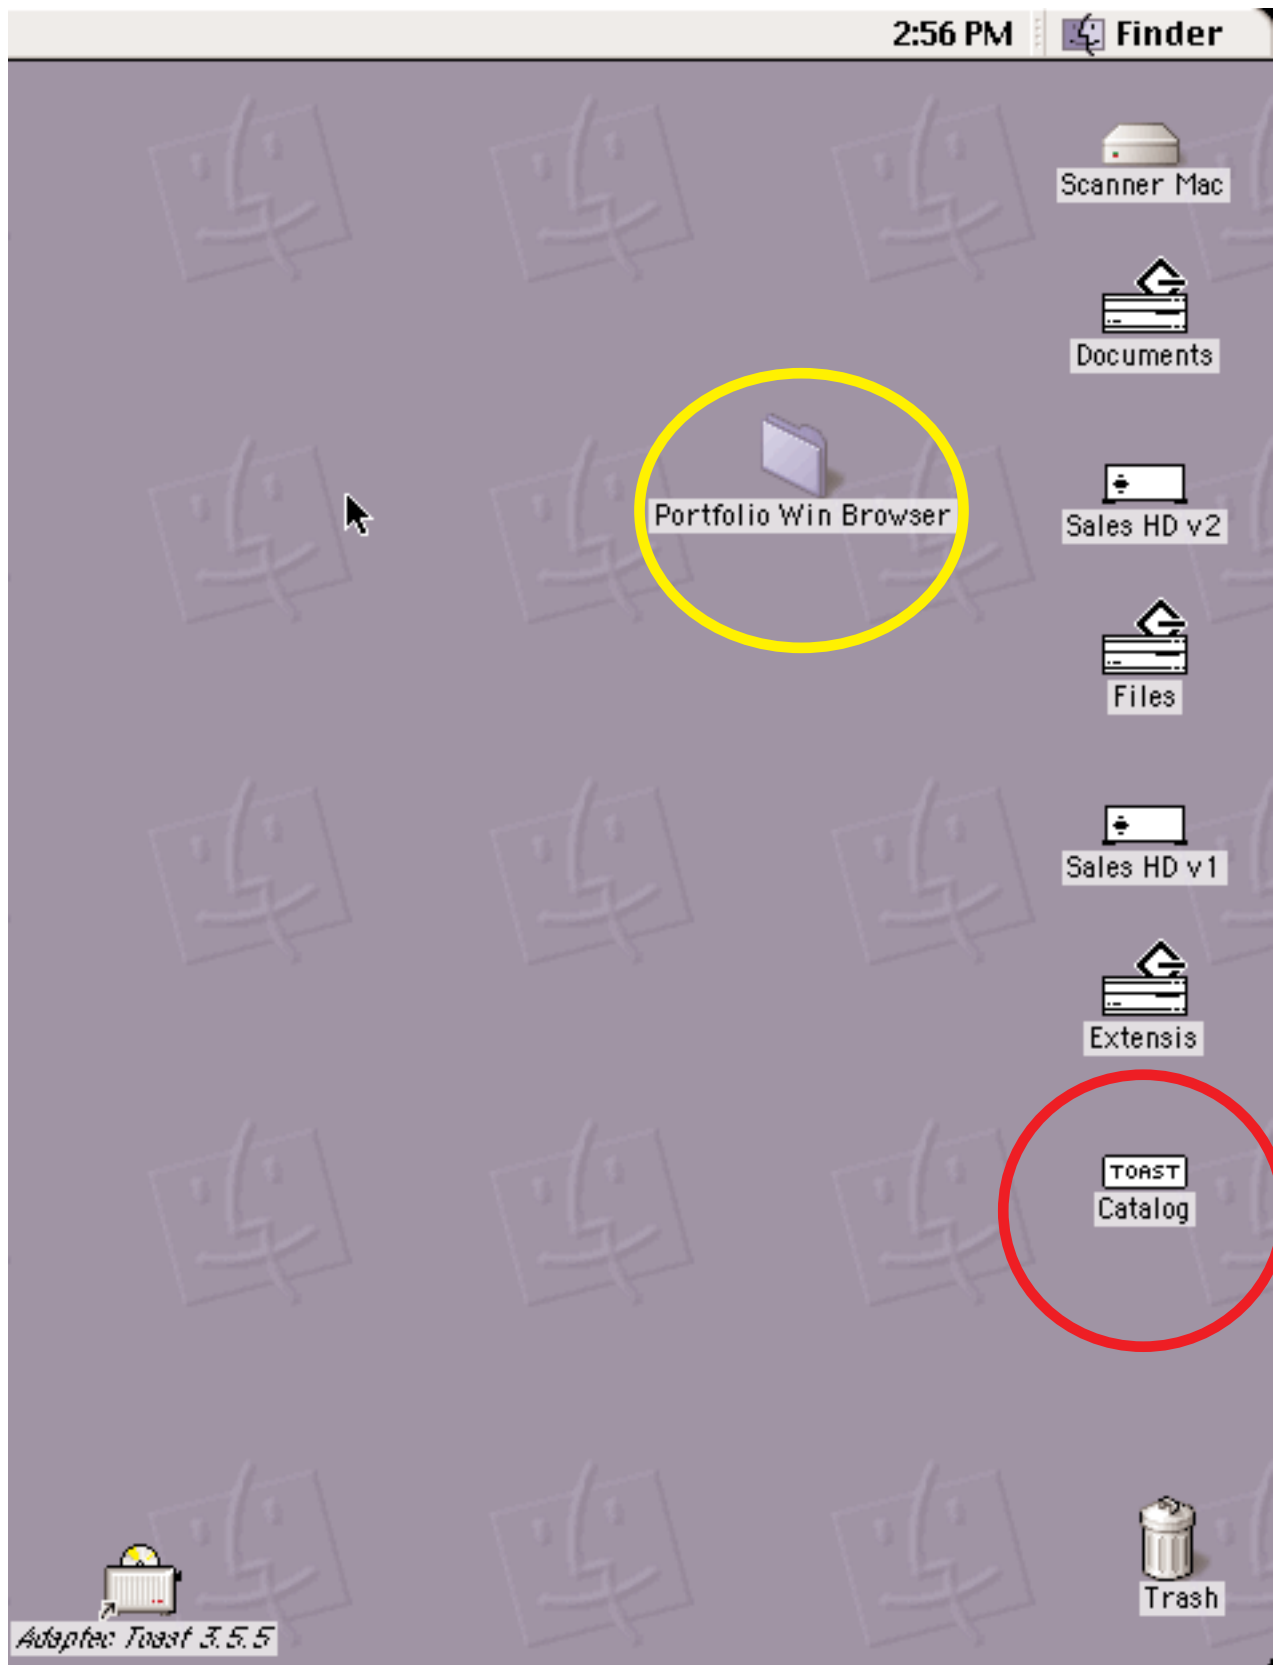 2:56 PM Finder
Scanner Mac
Documents
Portfolio Win Browser
Sales HD v2
Files
Sales HD v1
Extensis
TOAST
Catalog
Trash
Adaptec Toast 3.5.5